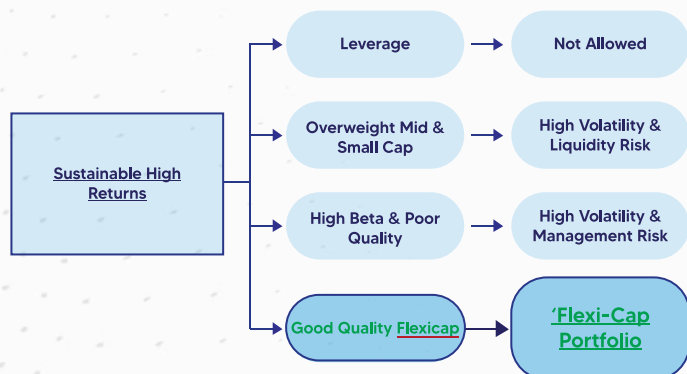 Leverage
Not Allowed
Overweight Mid &
Small Cap
High Volatility &
Liquidity Risk
Sustainable High
Returns
High Beta & Poor
Quality
High Volatility &
Management Risk
Good Quality Flexicap
‘Flexi-Cap
Portfolio